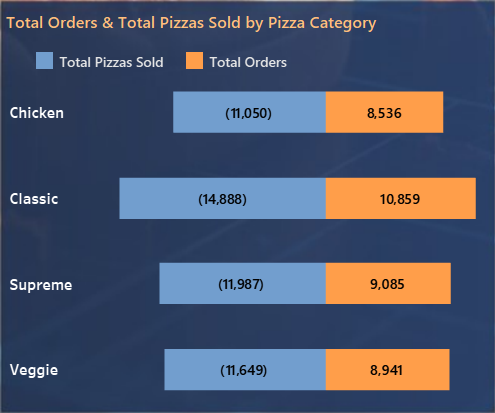 Total Orders & Total Pizzas Sold by Pizza Category
Total Pizzas Sold Total Orders
Chicken (11,050) 8,536
Classic (14,888) 10,859
Supreme (11,987) 9,085
Veggie (11,649) 8,941